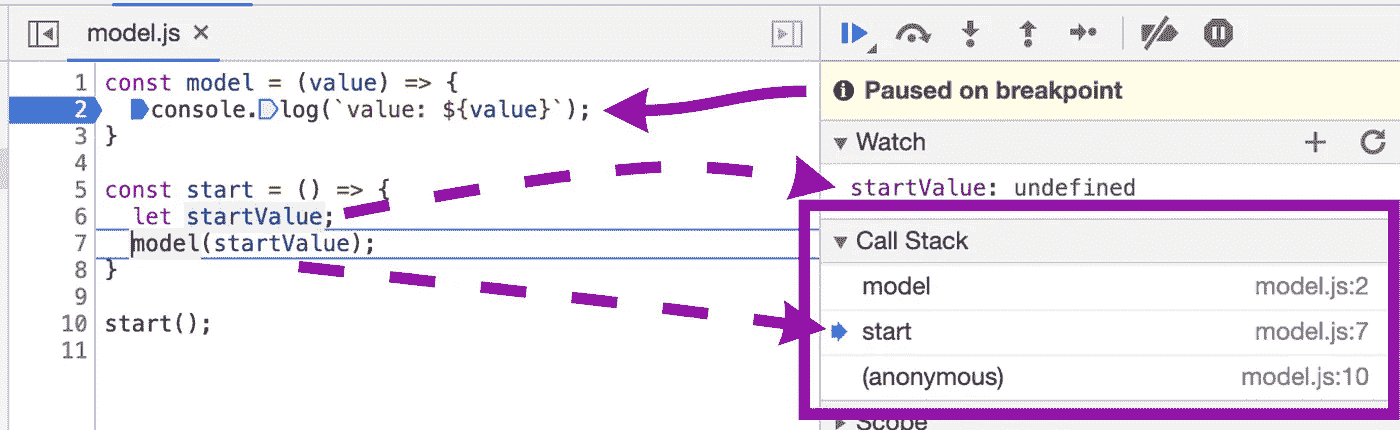 model.js ×
1 const model = (value) => {
2 console.log(`value: ${value}`);
3 }
4
5 const start = () => {
6 let startValue;
7 model(startValue);
8 }
9
10 start();
11
Paused on breakpoint
Watch
startValue: undefined
Call Stack
model model.js:2
start model.js:7
(anonymous) model.js:10
Scope